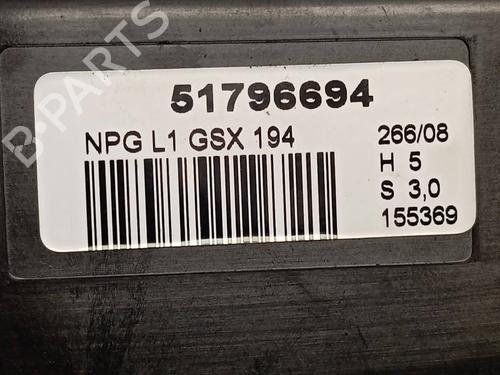 51796694
NPG L1 GSX 194
266/08
H 5
S 3,0
155369
B-PARTS